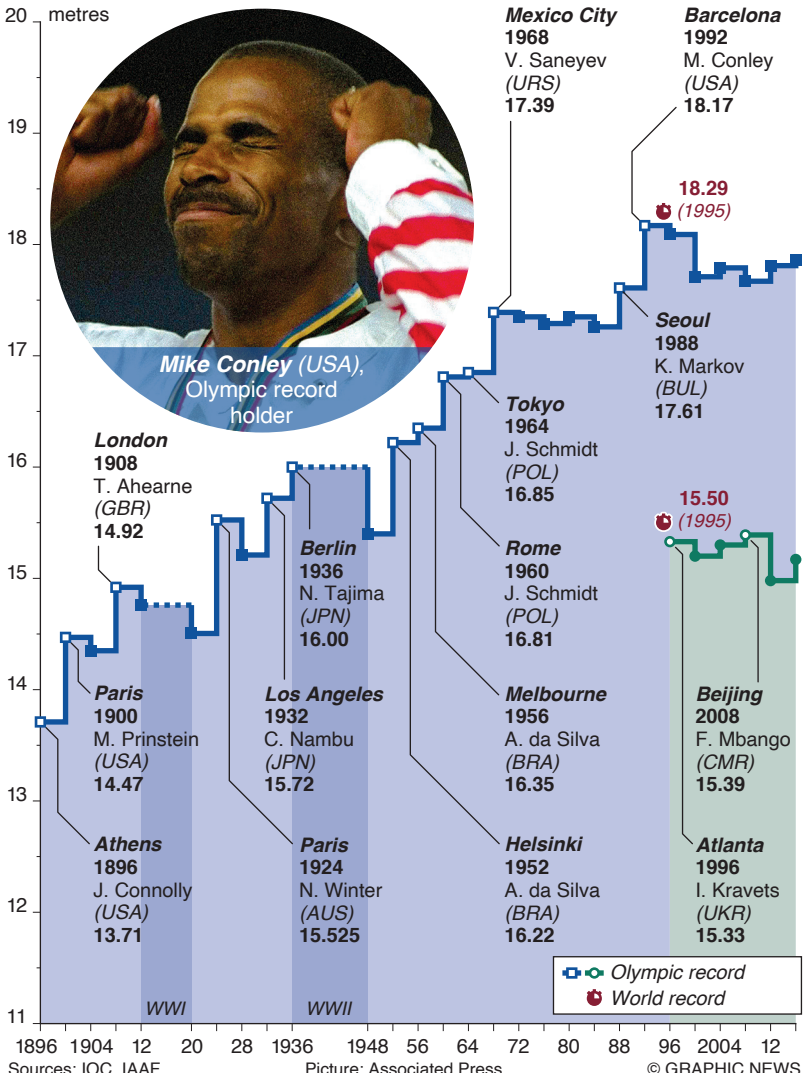 20 metres
19
18
17
16
15
14
13
12
11
Mexico City
1968
V. Saneyev
(URS)
17.39
Barcelona
1992
M. Conley
(USA)
18.17
18.29
(1995)
Mike Conley (USA),
Olympic record
holder
Seoul
1988
K. Markov
(BUL)
17.61
Tokyo
1964
J. Schmidt
(POL)
16.85
London
1908
T. Ahearne
(GBR)
14.92
15.50
(1995)
Berlin
1936
N. Tajima
(JPN)
16.00
Rome
1960
J. Schmidt
(POL)
16.81
Paris
1900
M. Prinstein
(USA)
14.47
Los Angeles
1932
C. Nambu
(JPN)
15.72
Melbourne
1956
A. da Silva
(BRA)
16.35
Beijing
2008
F. Mbango
(CMR)
15.39
Athens
1896
J. Connolly
(USA)
13.71
Paris
1924
N. Winter
(AUS)
15.525
Helsinki
1952
A. da Silva
(BRA)
16.22
Atlanta
1996
I. Kravets
(UKR)
15.33
Olympic record
World record
WWI
WWII
1896 1904 12 20 28 1936 1948 56 64 72 80 88 96 2004 12
Sources: IOC, IAAF Picture: Associated Press © GRAPHIC NEWS